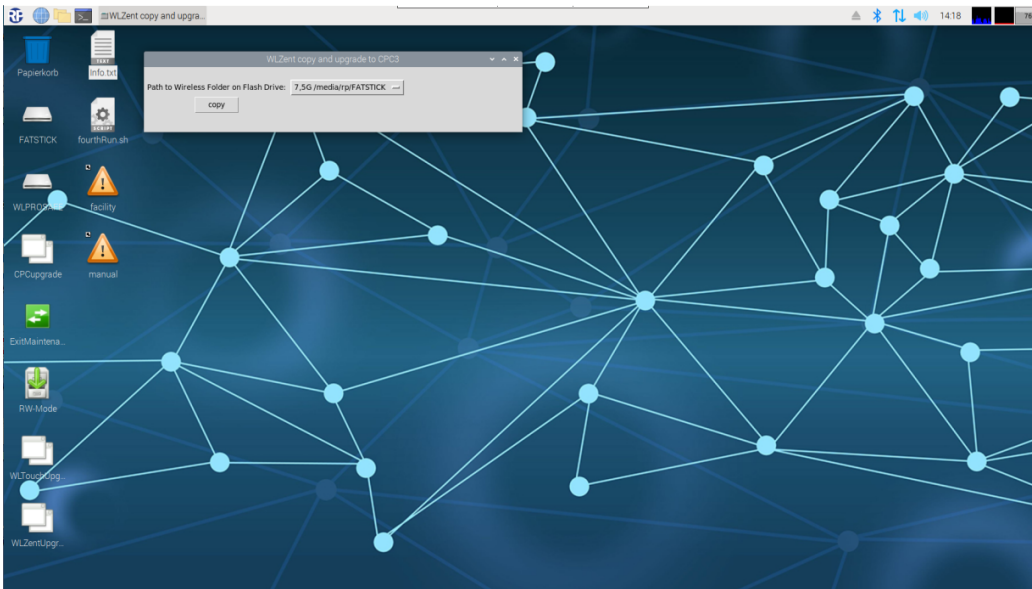 WLZent copy and upgra...
14:18
76
Papierkorb
Info.txt
WLZent copy and upgrade to CPC3
Path to Wireless Folder on Flash Drive: 7,5G /media/rp/FATSTICK
copy
FATSTICK
fourthRun.sh
facility
CPCupgrade
manual
ExitMaintena...
RW-Mode
WLTouchUpg...
WLZentUpgr...